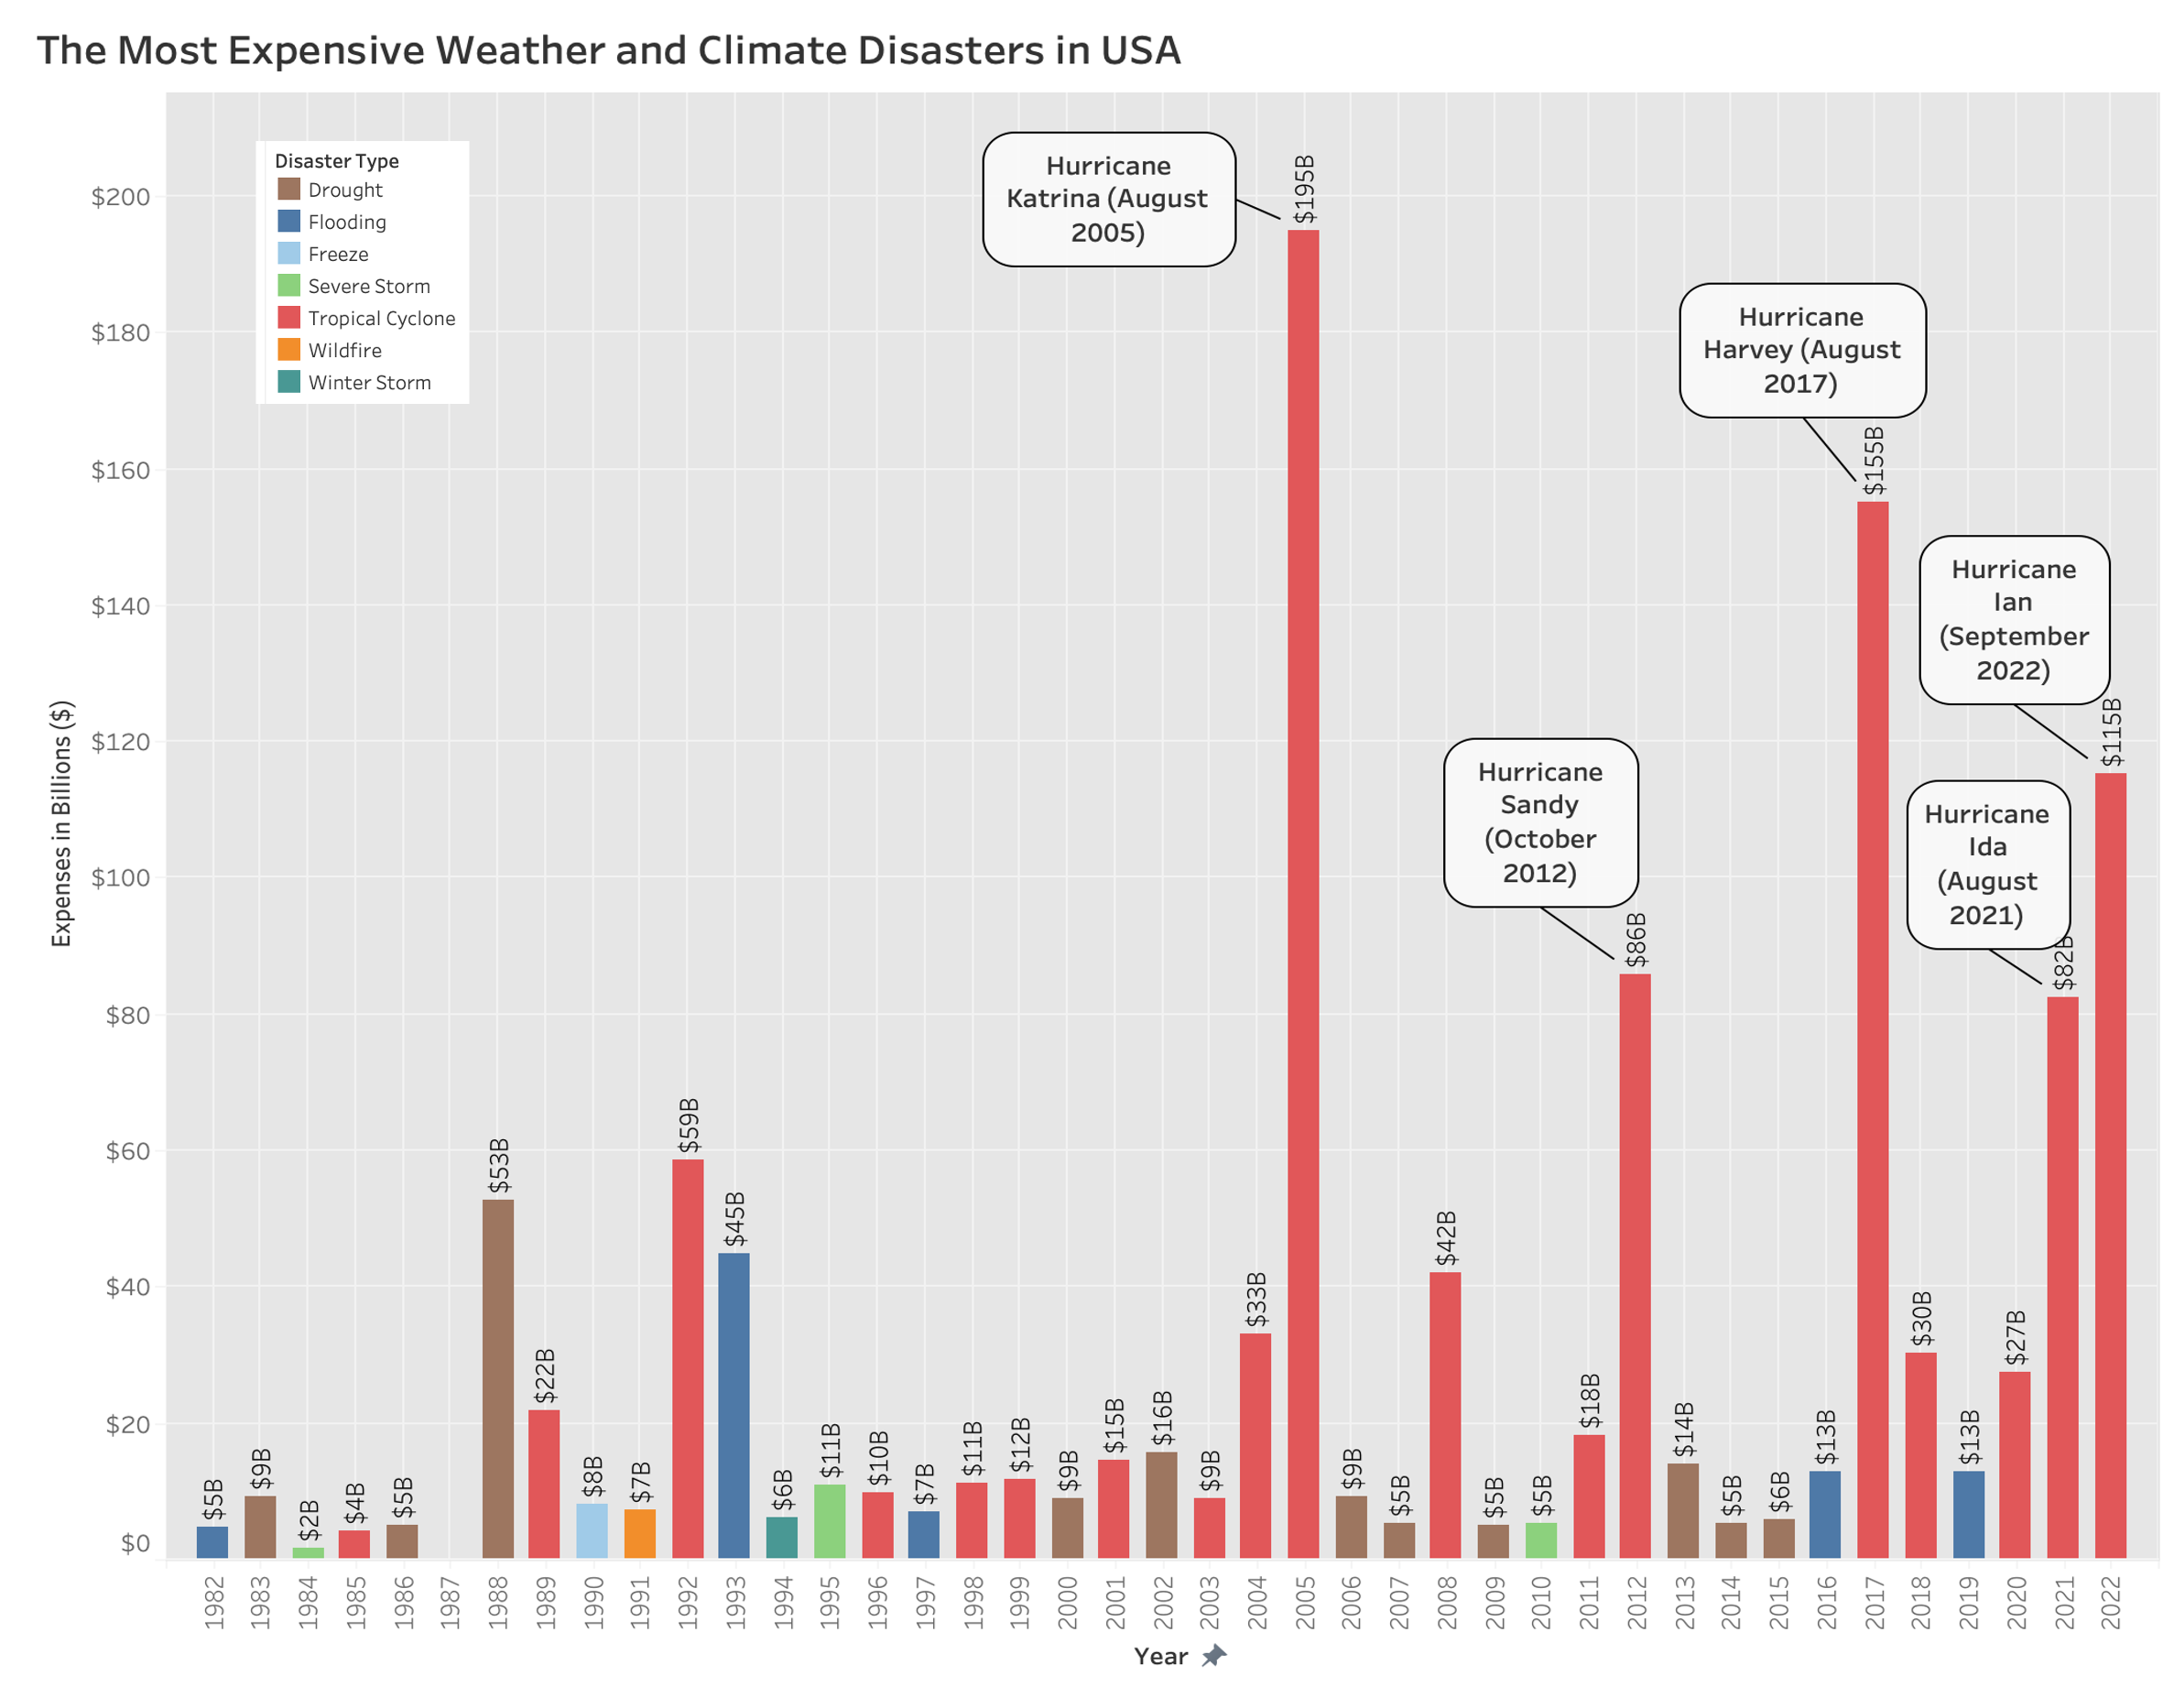 The Most Expensive Weather and Climate Disasters in USA
Disaster Type
Drought
Flooding
Freeze
Severe Storm
Tropical Cyclone
Wildfire
Winter Storm
Hurricane
Katrina (August
2005)
Hurricane
Harvey (August
2017)
Hurricane
Ian
(September
2022)
Hurricane
Sandy
(October
2012)
Hurricane
Ida
(August
2021)
Expenses in Billions ($)
$200
$180
$160
$140
$120
$100
$80
$60
$40
$20
$0
$5B
$9B
$2B
$4B
$5B
$53B
$22B
$8B
$7B
$59B
$45B
$6B
$11B
$10B
$7B
$11B
$12B
$9B
$15B
$16B
$9B
$33B
$195B
$9B
$5B
$42B
$5B
$5B
$18B
$86B
$14B
$5B
$6B
$13B
$155B
$30B
$13B
$27B
$82B
$115B
1982
1983
1984
1985
1986
1987
1988
1989
1990
1991
1992
1993
1994
1995
1996
1997
1998
1999
2000
2001
2002
2003
2004
2005
2006
2007
2008
2009
2010
2011
2012
2013
2014
2015
2016
2017
2018
2019
2020
2021
2022
Year